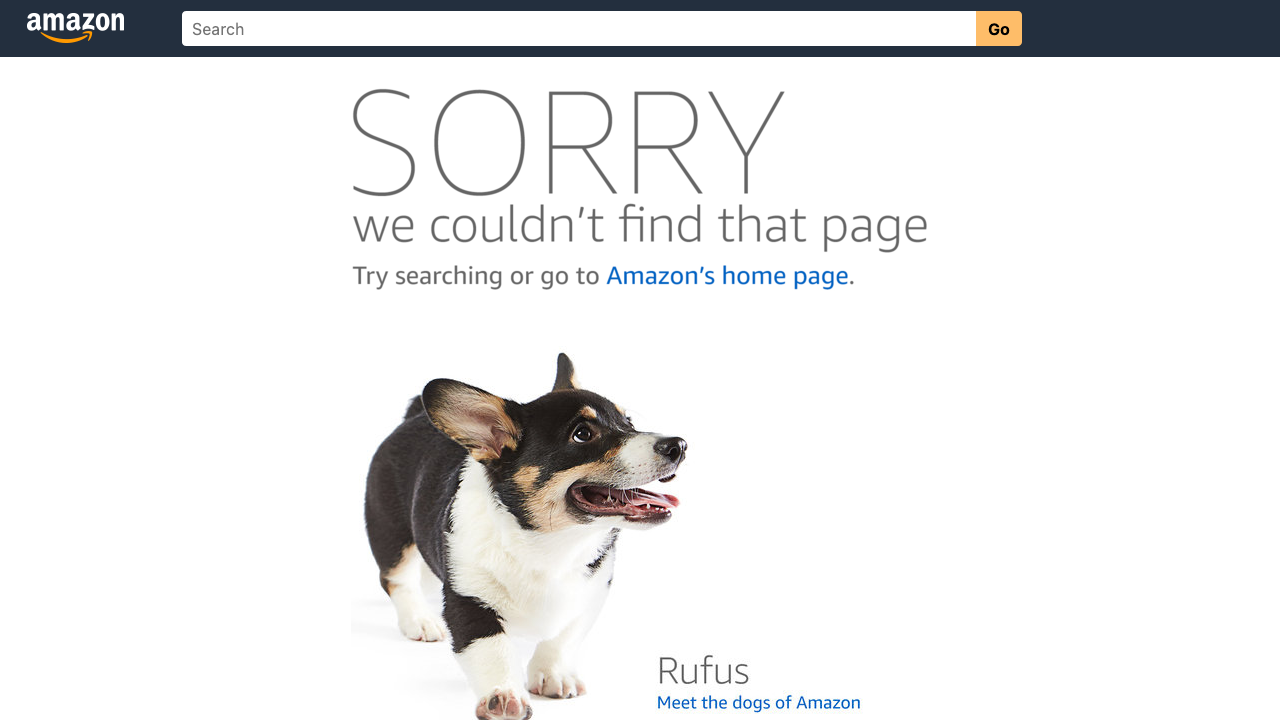 amazon
Search
Go
SORRY
we couldn't find that page
Try searching or go to Amazon's home page.
Rufus
Meet the dogs of Amazon